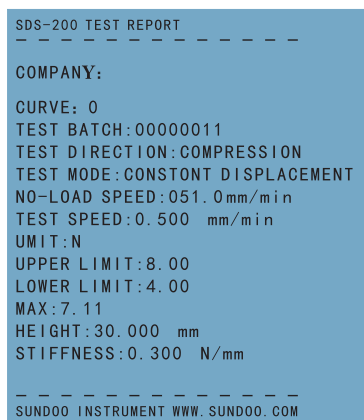 SDS-200 TEST REPORT
COMPANY:
CURVE: 0
TEST BATCH:00000011
TEST DIRECTION:COMPRESSION
TEST MODE:CONSTONT DISPLACEMENT
NO-LOAD SPEED:051.0mm/min
TEST SPEED:0.500 mm/min
UMIT:N
UPPER LIMIT:8.00
LOWER LIMIT:4.00
MAX:7.11
HEIGHT:30.000 mm
STIFFNESS:0.300 N/mm
SUNDOO INSTRUMENT WWW.SUNDOO.COM